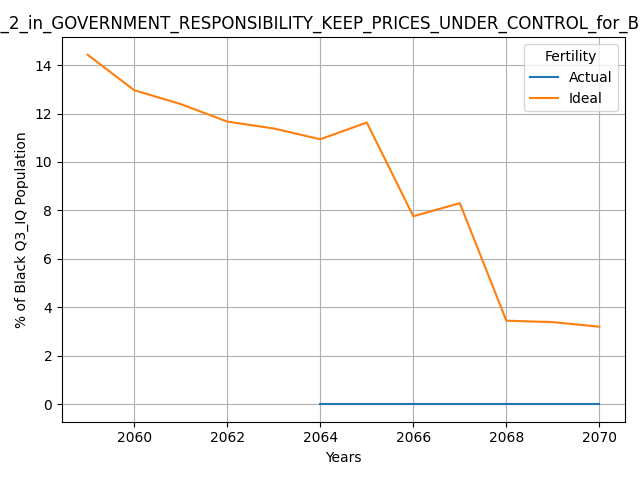 _2_in_GOVERNMENT_RESPONSIBILITY_KEEP_PRICES_UNDER_CONTROL_for_B
Fertility
Actual
Ideal
% of Black Q3_IQ Population
14
12
10
8
6
4
2
0
2060 2062 2064 2066 2068 2070
Years